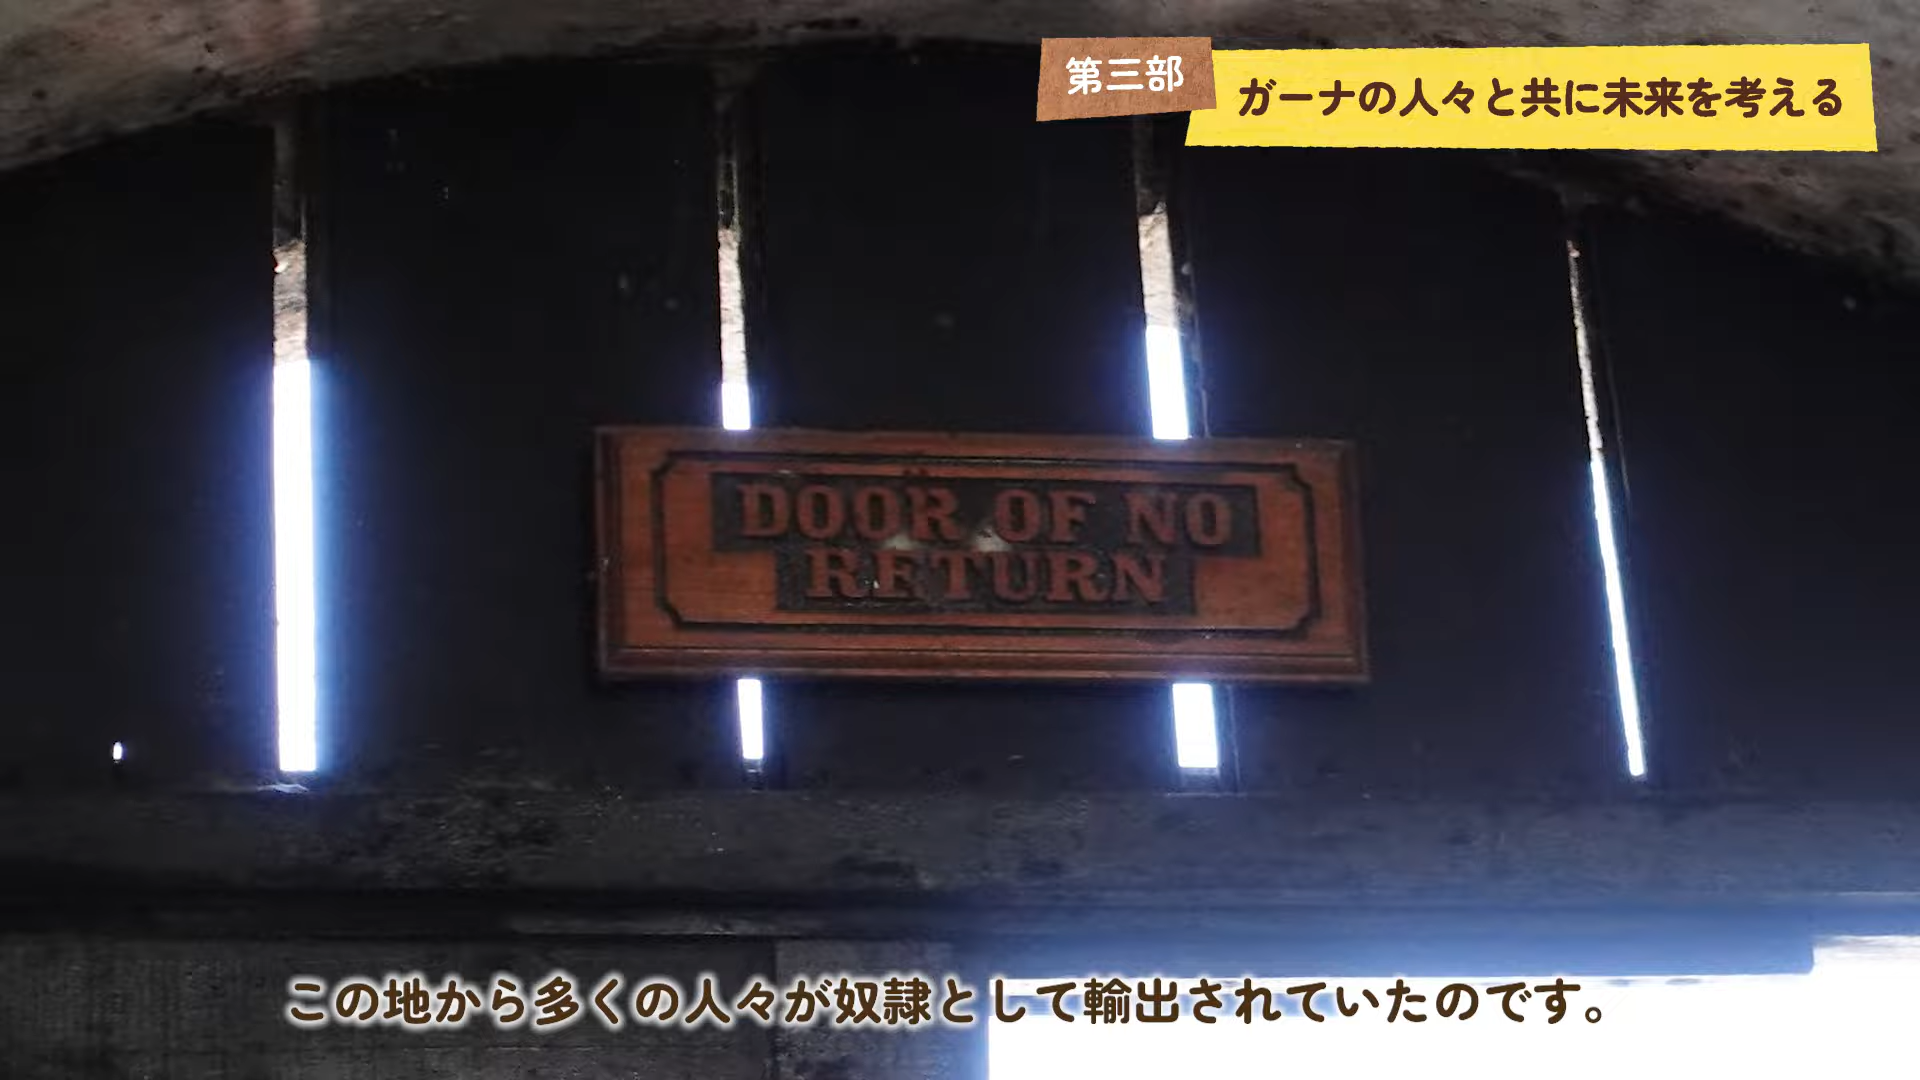 第三部
ガーナの人々と共に未来を考える
DOOR OF NO
RETURN
この地から多くの人々が奴隷として輸出されていたのです。